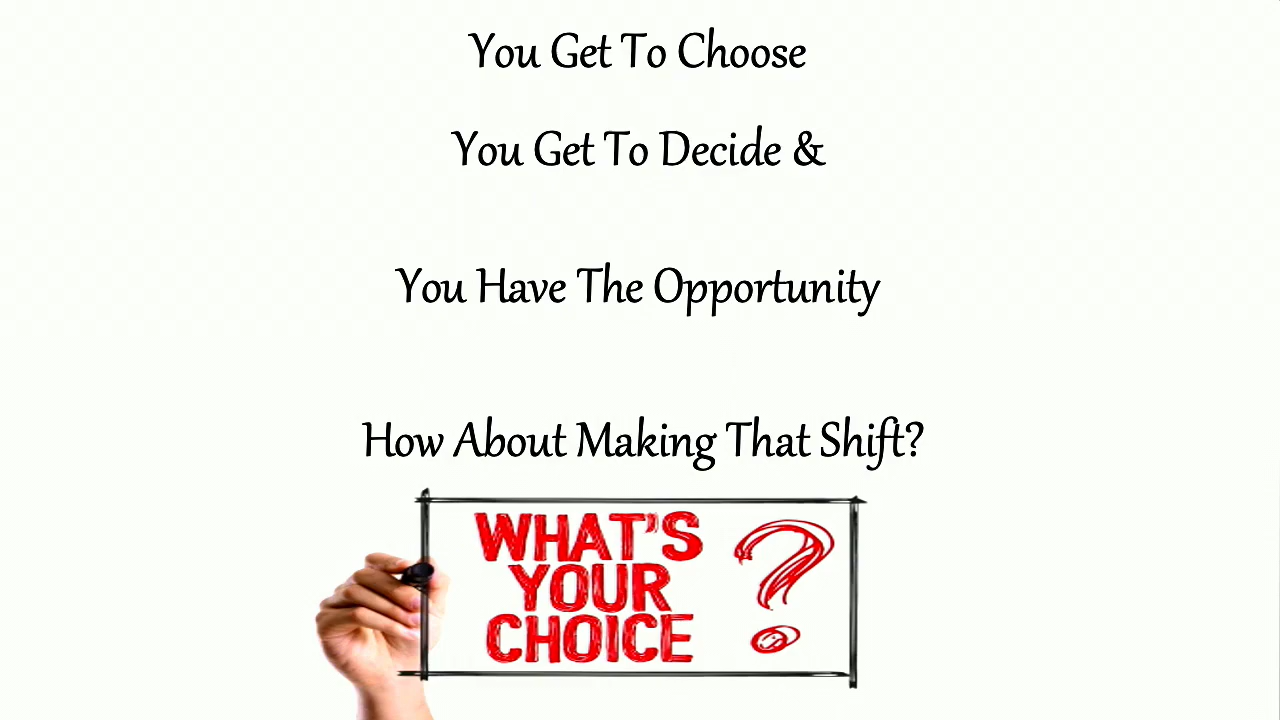 You Get To Choose
You Get To Decide &
You Have The Opportunity
How About Making That Shift?
WHAT'S
YOUR
CHOICE
?